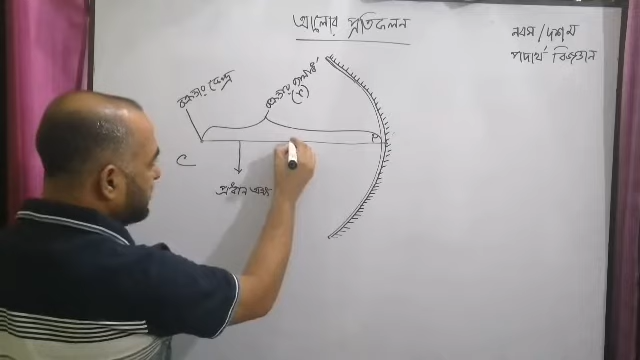 আলোর প্রতিফলন
নবম/দশম
পদার্থ বিজ্ঞান
বক্রতার কেন্দ্র
বক্রতার ব্যাসার্ধ
(r)
P
C
প্রধান অক্ষ